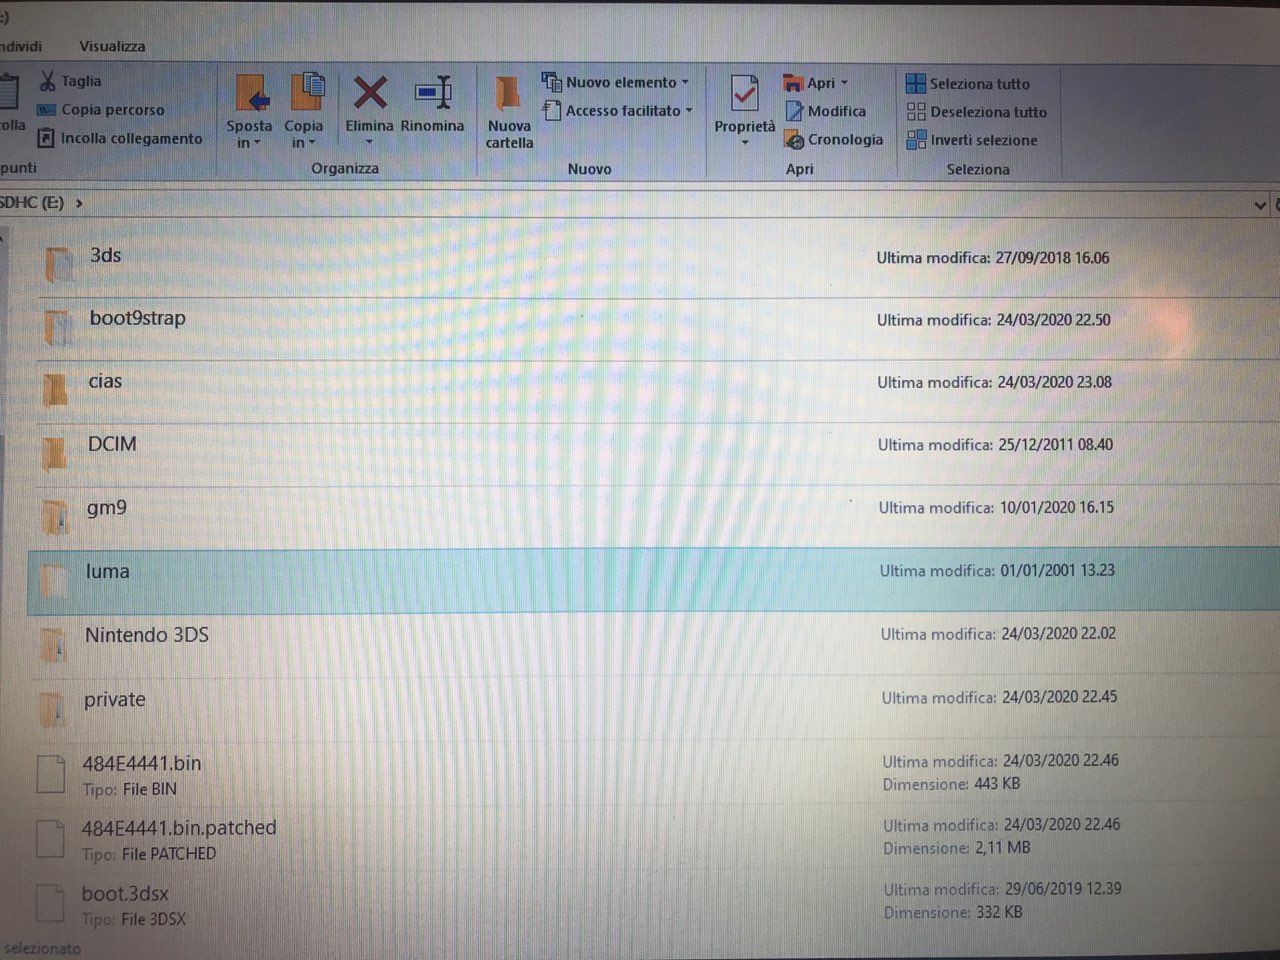 :)
ndividi Visualizza
Taglia
Copia percorso
olla
Incolla collegamento
punti
Sposta in
Copia in
Elimina
Rinomina
Organizza
Nuova cartella
Nuovo elemento
Accesso facilitato
Nuovo
Proprietà
Apri
Modifica
Cronologia
Apri
Seleziona tutto
Deseleziona tutto
Inverti selezione
Seleziona
SDHC (E:)
3ds Ultima modifica: 27/09/2018 16.06
boot9strap Ultima modifica: 24/03/2020 22.50
cias Ultima modifica: 24/03/2020 23.08
DCIM Ultima modifica: 25/12/2011 08.40
gm9 Ultima modifica: 10/01/2020 16.15
luma Ultima modifica: 01/01/2001 13.23
Nintendo 3DS Ultima modifica: 24/03/2020 22.02
private Ultima modifica: 24/03/2020 22.45
484E4441.bin Ultima modifica: 24/03/2020 22.46
Tipo: File BIN Dimensione: 443 KB
484E4441.bin.patched Ultima modifica: 24/03/2020 22.46
Tipo: File PATCHED Dimensione: 2,11 MB
boot.3dsx Ultima modifica: 29/06/2019 12.39
Tipo: File 3DSX Dimensione: 332 KB
selezionato